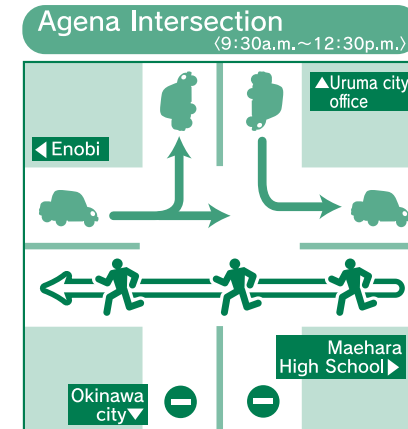 Agena Intersection
〈9:30a.m.～12:30p.m.〉
▲Uruma city
office
◀Enobi
Maehara
High School▶
Okinawa
city▼